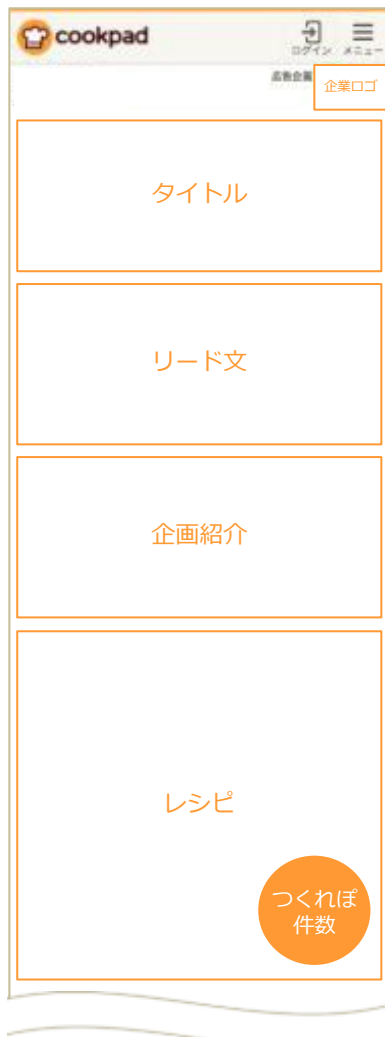 cookpad
ログイン メニュー
広告企画
企業ロゴ
タイトル
リード文
企画紹介
レシピ
つくれぽ
件数